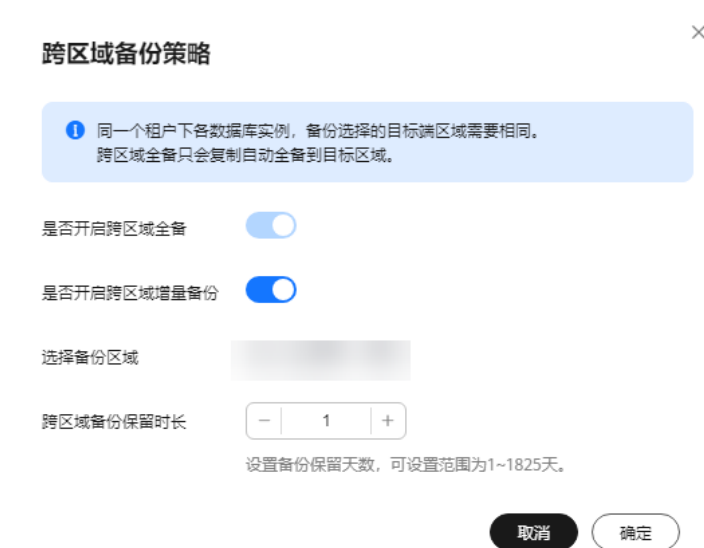 跨区域备份策略
同一个租户下各数据库实例，备份选择的目标端区域需要相同。
跨区域全备只会复制自动全备到目标区域。
是否开启跨区域全备
是否开启跨区域增量备份
选择备份区域
跨区域备份保留时长
1
设置备份保留天数，可设置范围为1~1825天。
取消 确定